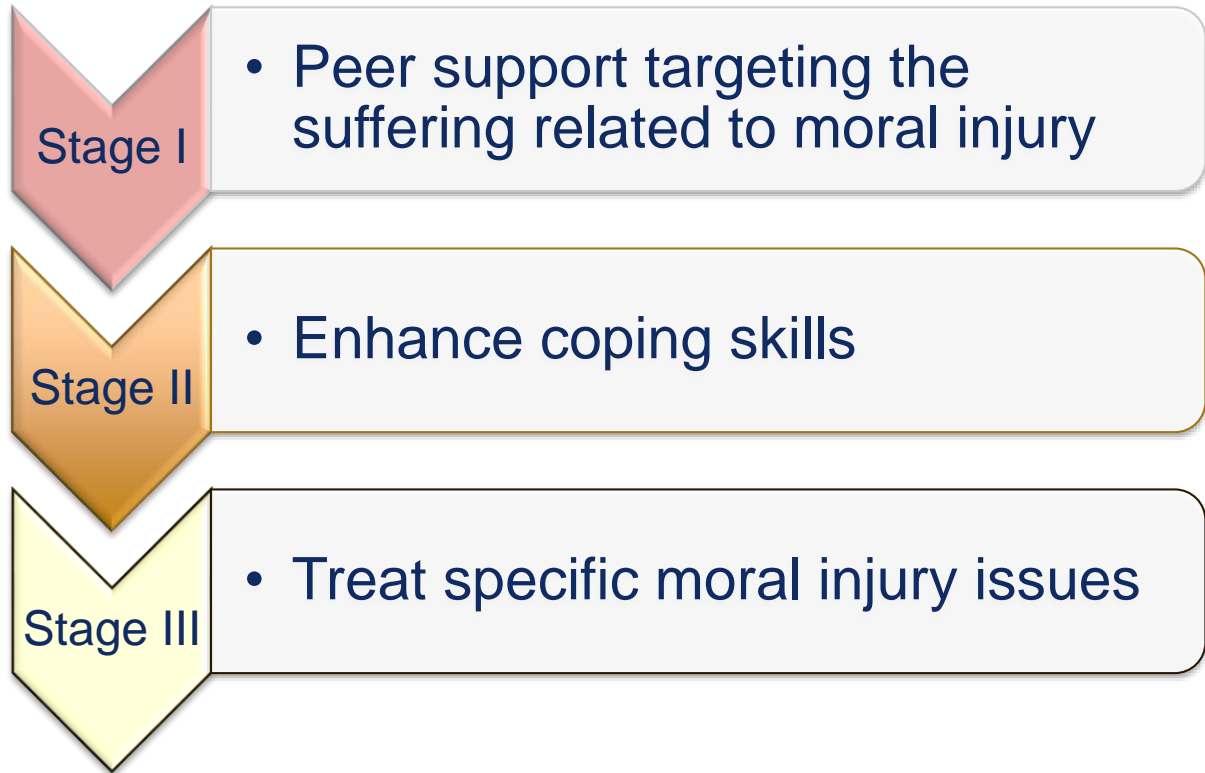 Stage I
• Peer support targeting the
suffering related to moral injury
Stage II
• Enhance coping skills
Stage III
• Treat specific moral injury issues